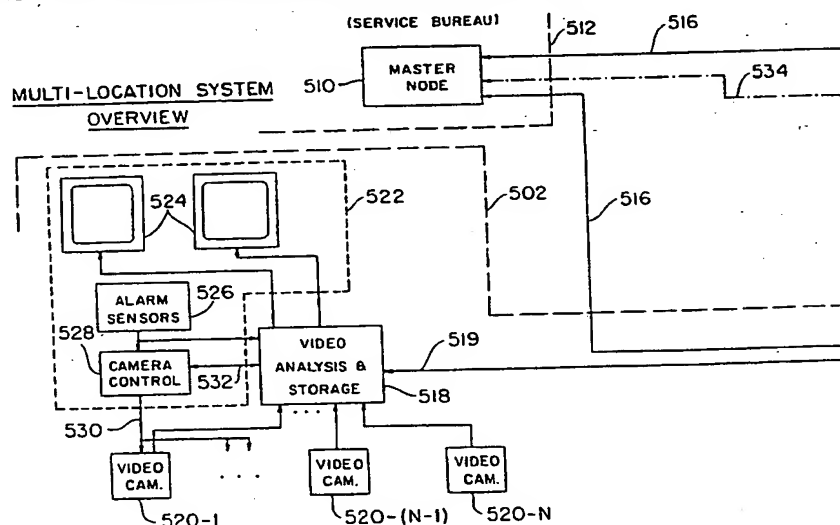 (SERVICE BUREAU)
512
516
MASTER
NODE
510
534
MULTI-LOCATION SYSTEM
OVERVIEW
522
502
516
524
ALARM
SENSORS
526
528
CAMERA
CONTROL
532
VIDEO
ANALYSIS &
STORAGE
519
518
530
VIDEO
CAM.
VIDEO
CAM.
VIDEO
CAM.
520-1
520-(N-1)
520-N